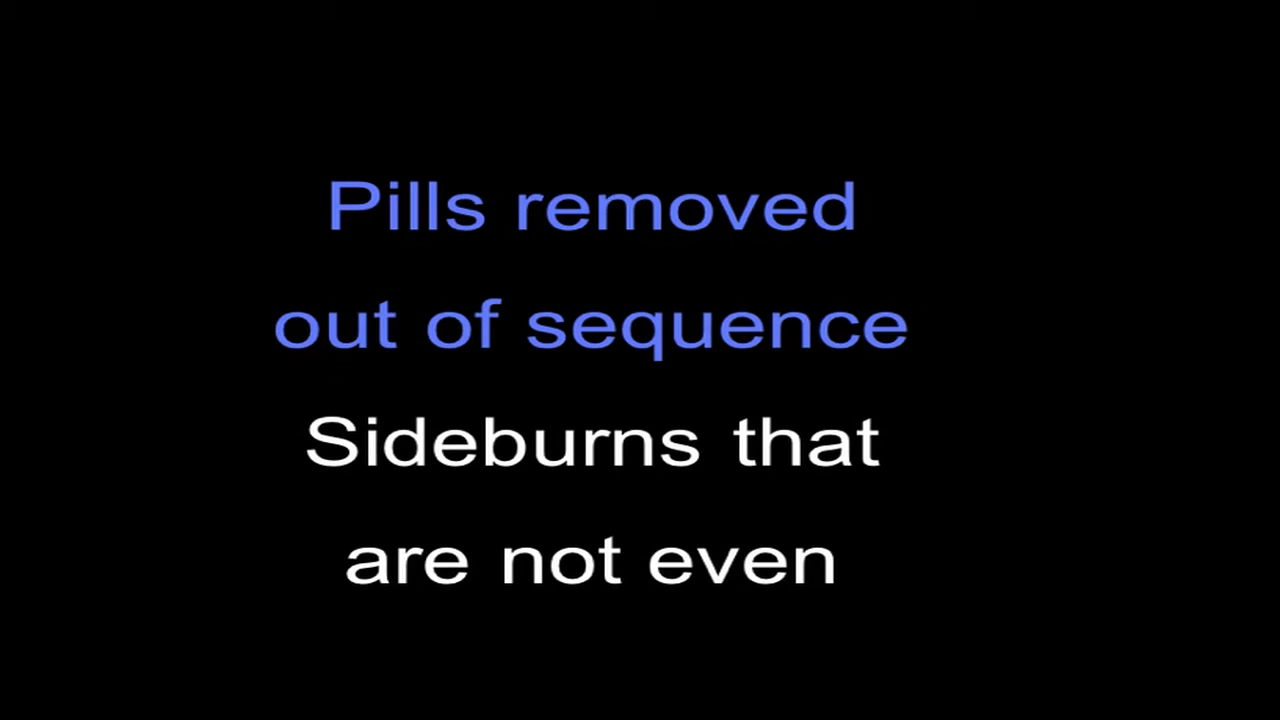 Pills removed
out of sequence
Sideburns that
are not even